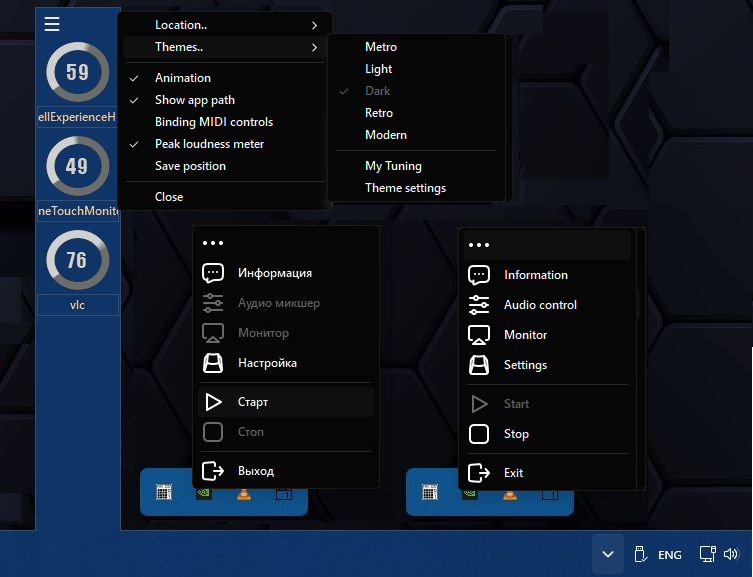 Location..
Themes..
Animation
Show app path
Binding MIDI controls
Peak loudness meter
Save position
Close
Metro
Light
Dark
Retro
Modern
My Tuning
Theme settings
59
ellExperienceH
49
neTouchMonito
76
vlc
Информация
Аудио микшер
Монитор
Настройка
Старт
Стоп
Выход
Information
Audio control
Monitor
Settings
Start
Stop
Exit
ENG